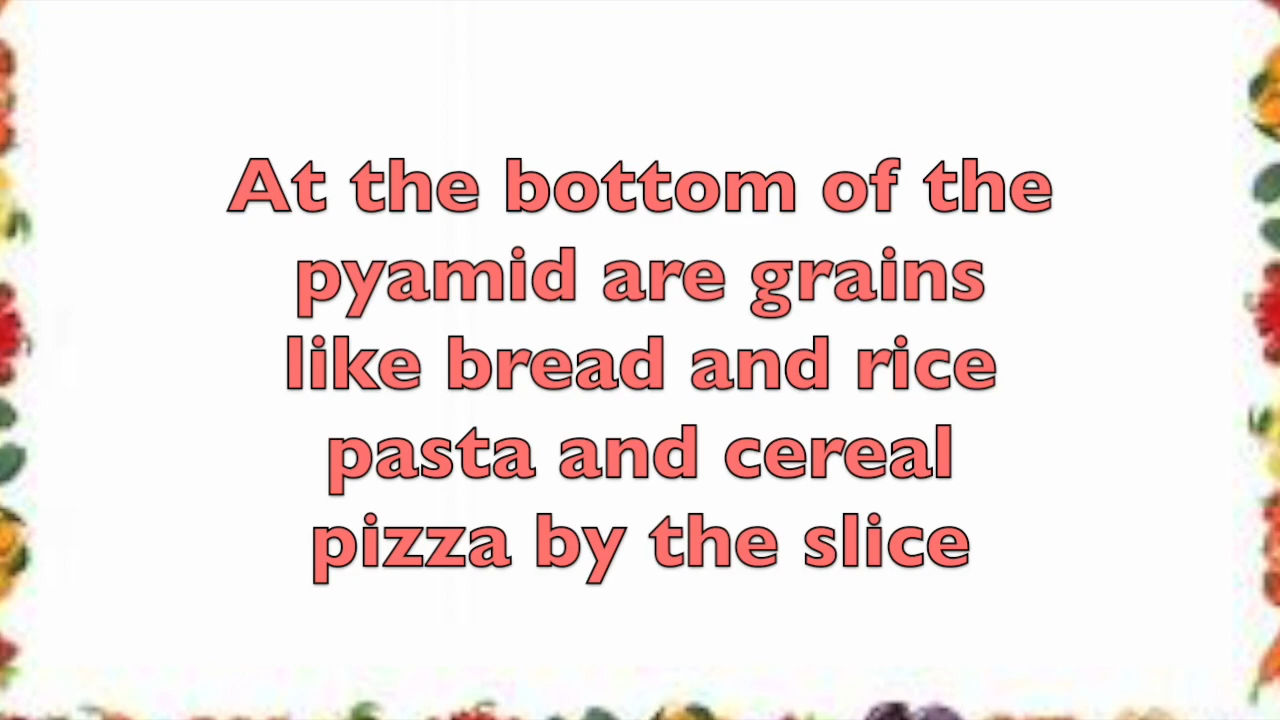 At the bottom of the
pyamid are grains
like bread and rice
pasta and cereal
pizza by the slice